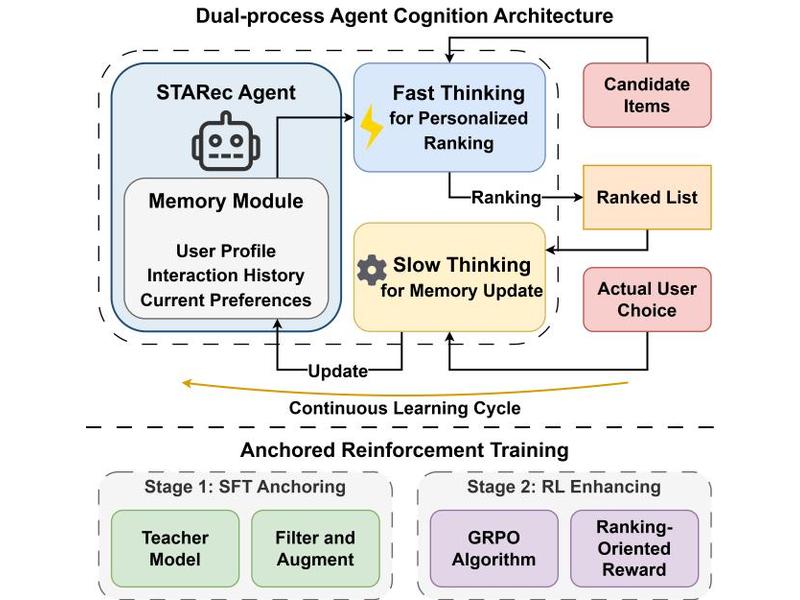 Dual-process Agent Cognition Architecture
STARec Agent
Memory Module
User Profile
Interaction History
Current Preferences
Fast Thinking
for Personalized
Ranking
Candidate
Items
Ranking
Ranked List
Slow Thinking
for Memory Update
Actual User
Choice
Update
Continuous Learning Cycle
Anchored Reinforcement Training
Stage 1: SFT Anchoring
Teacher
Model
Filter and
Augment
Stage 2: RL Enhancing
GRPO
Algorithm
Ranking-
Oriented
Reward